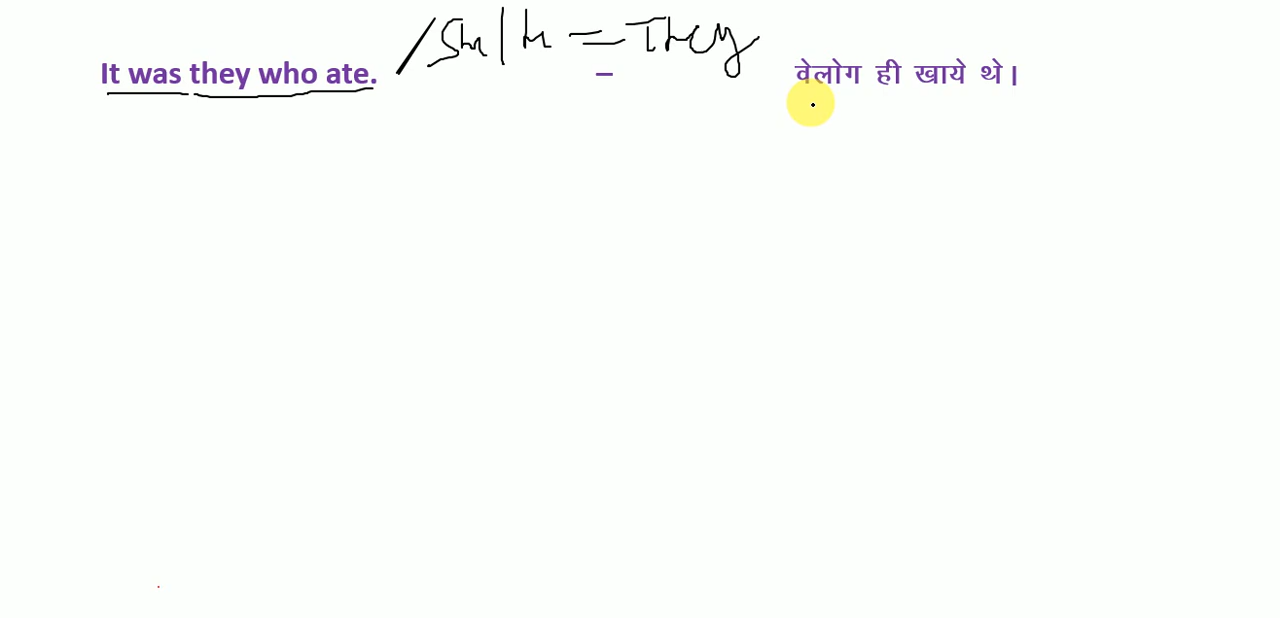 /She/he = They
It was they who ate. – वेलोग ही खाये थे।